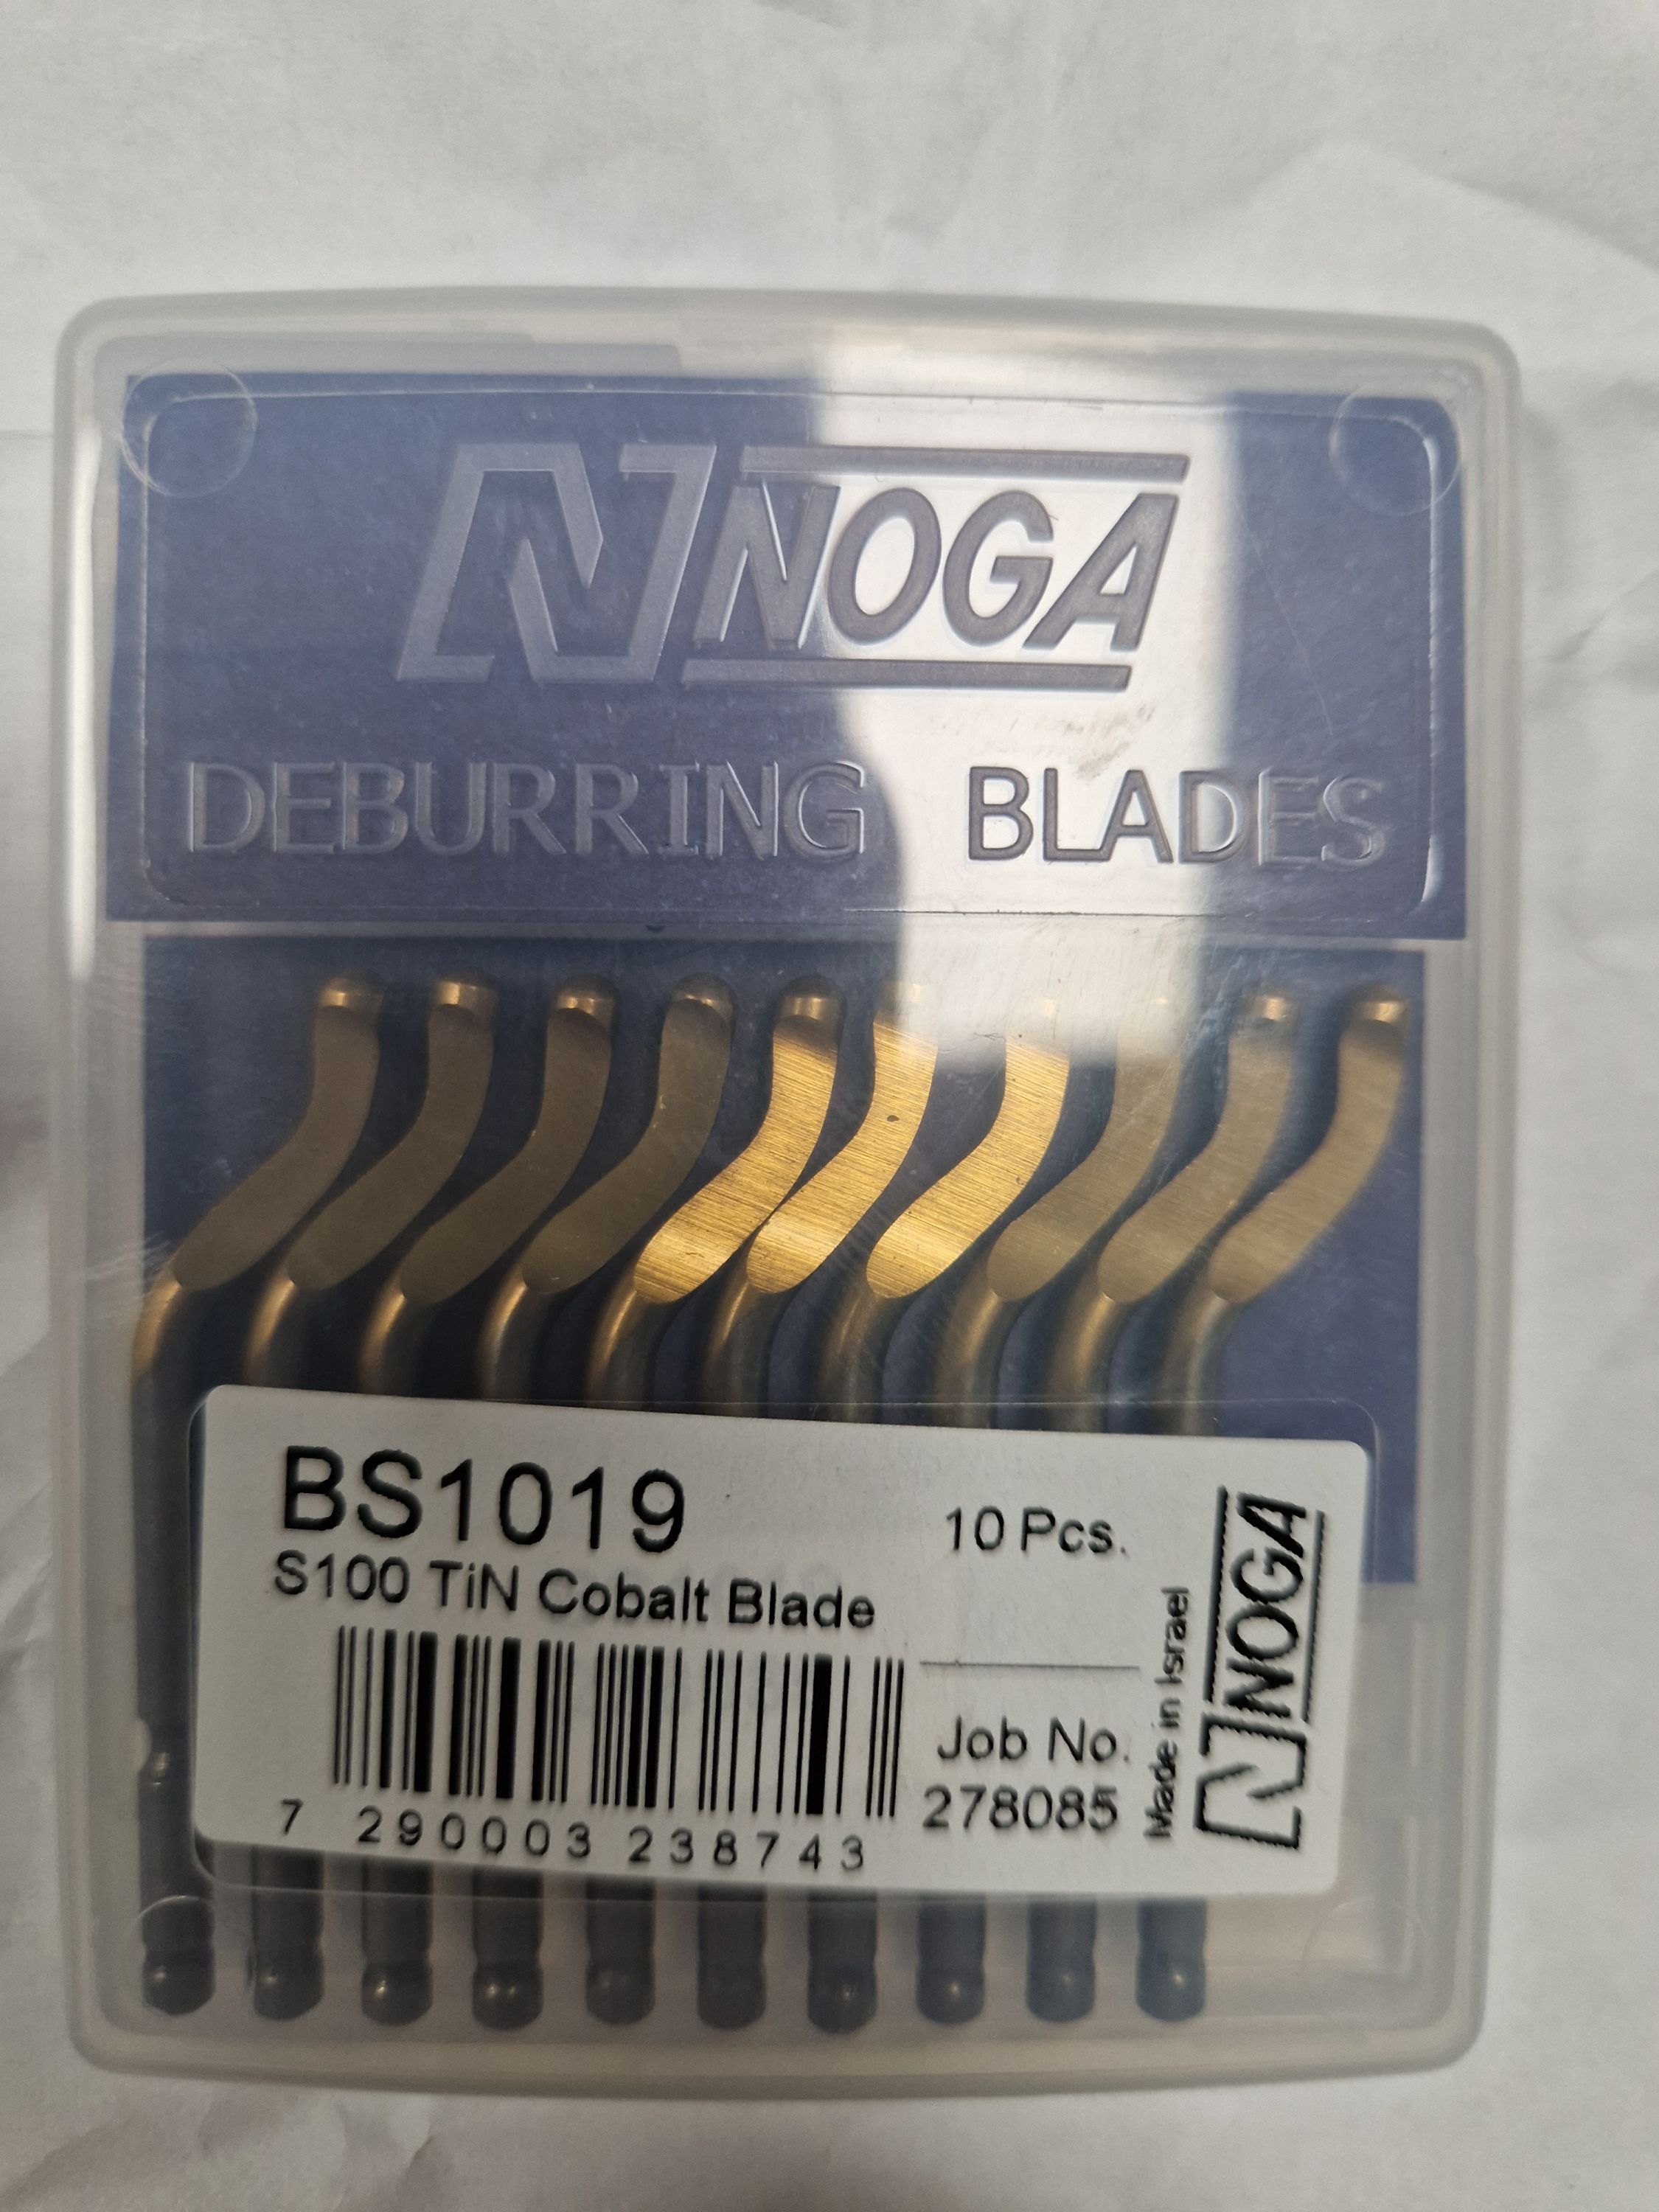 NOGA
DEBURRING BLADES
BS1019
10 Pcs.
S100 TiN Cobalt Blade
Job No.
278085
7 290003 238743
Made in Israel
NOGA